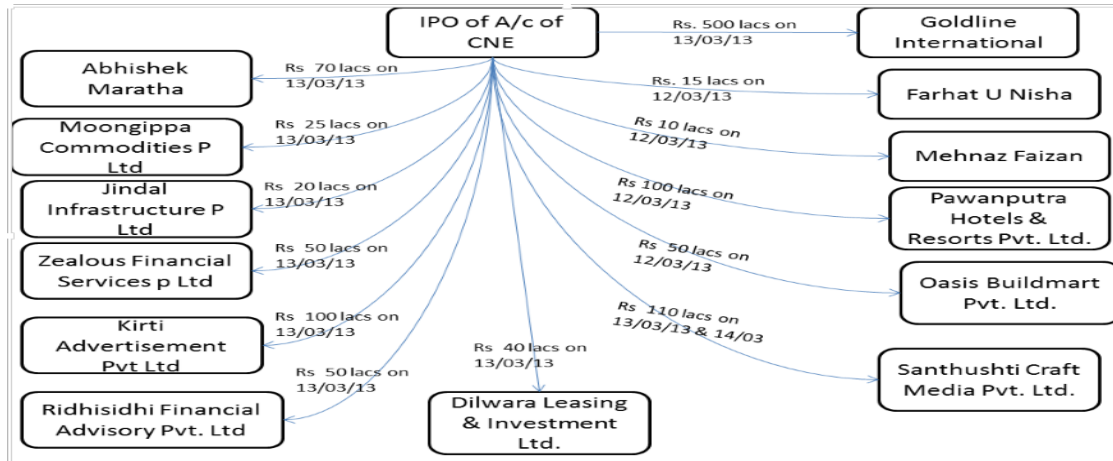 IPO of A/c of
CNE
Rs. 500 lacs on
13/03/13
Goldline
International
Abhishek
Maratha
Rs 70 lacs on
13/03/13
Rs. 15 lacs on
12/03/13
Farhat U Nisha
Moongippa
Commodities P
Ltd
Rs 25 lacs on
13/03/13
Rs 10 lacs on
12/03/13
Mehnaz Faizan
Jindal
Infrastructure P
Ltd
Rs 20 lacs on
13/03/13
Rs 100 lacs on
12/03/13
Pawanputra
Hotels &
Resorts Pvt. Ltd.
Zealous Financial
Services p Ltd
Rs 50 lacs on
13/03/13
Rs 50 lacs on
12/03/13
Oasis Buildmart
Pvt. Ltd.
Kirti
Advertisement
Pvt Ltd
Rs 100 lacs on
13/03/13
Rs 110 lacs on
13/03/13 & 14/03
Santhushti Craft
Media Pvt. Ltd.
Ridhisidhi Financial
Advisory Pvt. Ltd
Rs 50 lacs on
13/03/13
Rs 40 lacs on
13/03/13
Dilwara Leasing
& Investment
Ltd.